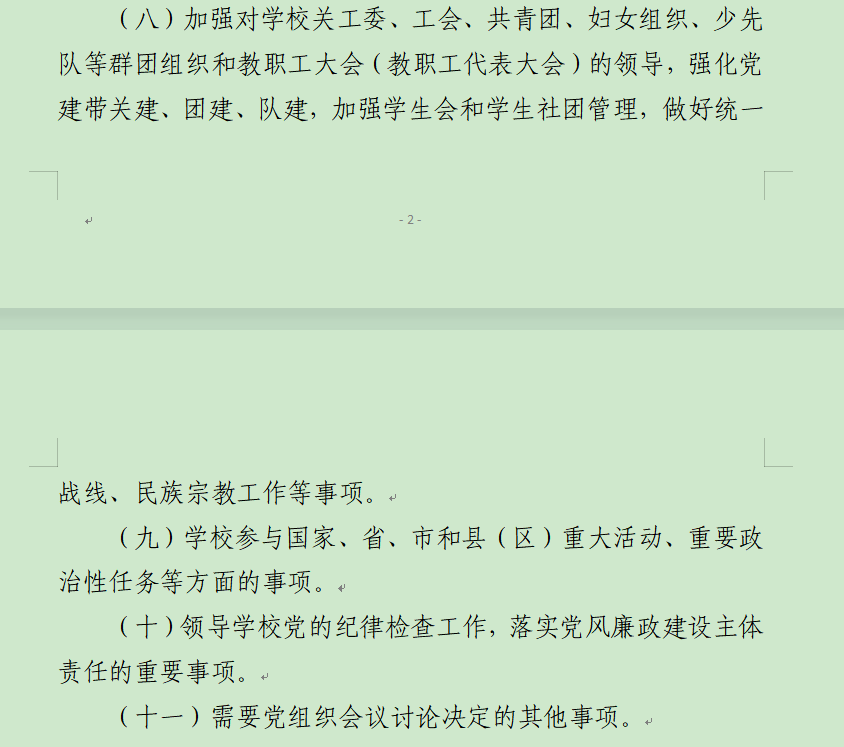 （八）加强对学校关工委、工会、共青团、妇女组织、少先
队等群团组织和教职工大会（教职工代表大会）的领导，强化党
建带关建、团建、队建，加强学生会和学生社团管理，做好统一
- 2 -
战线、民族宗教工作等事项。
（九）学校参与国家、省、市和县（区）重大活动、重要政
治性任务等方面的事项。
（十）领导学校党的纪律检查工作，落实党风廉政建设主体
责任的重要事项。
（十一）需要党组织会议讨论决定的其他事项。